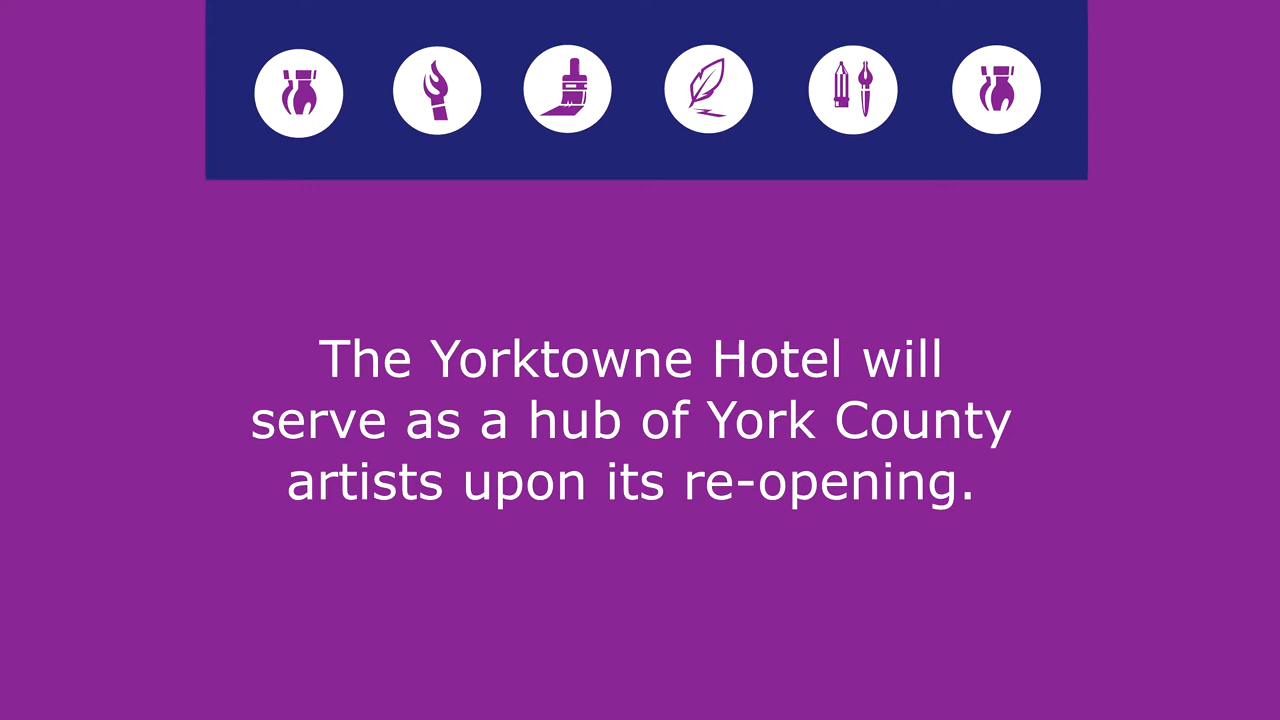 The Yorktowne Hotel will
serve as a hub of York County
artists upon its re-opening.